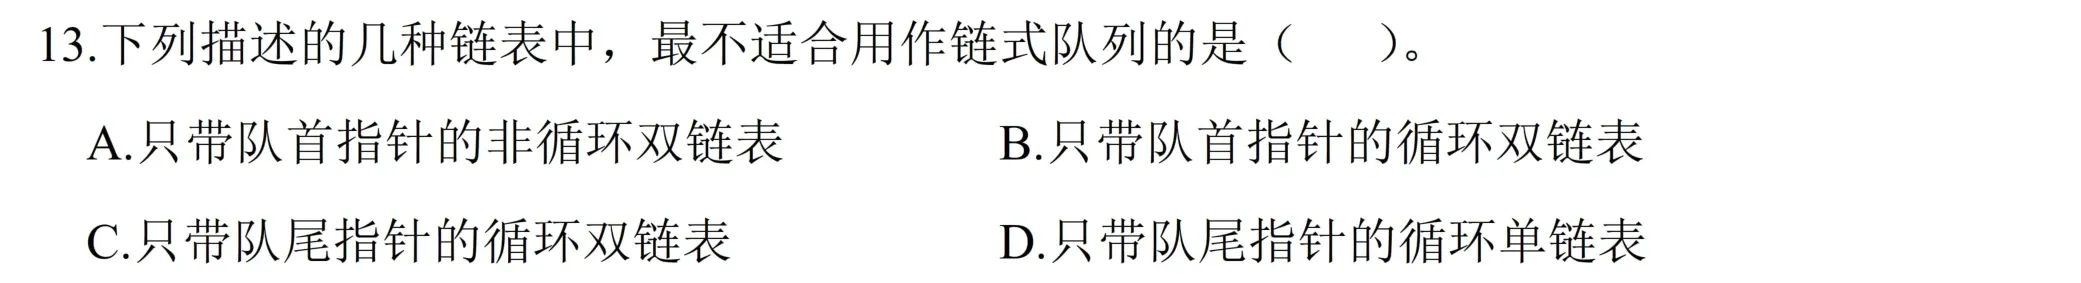 13.下列描述的几种链表中，最不适合用作链式队列的是（　　）。
A.只带队首指针的非循环双链表　　B.只带队首指针的循环双链表
C.只带队尾指针的循环双链表　　D.只带队尾指针的循环单链表